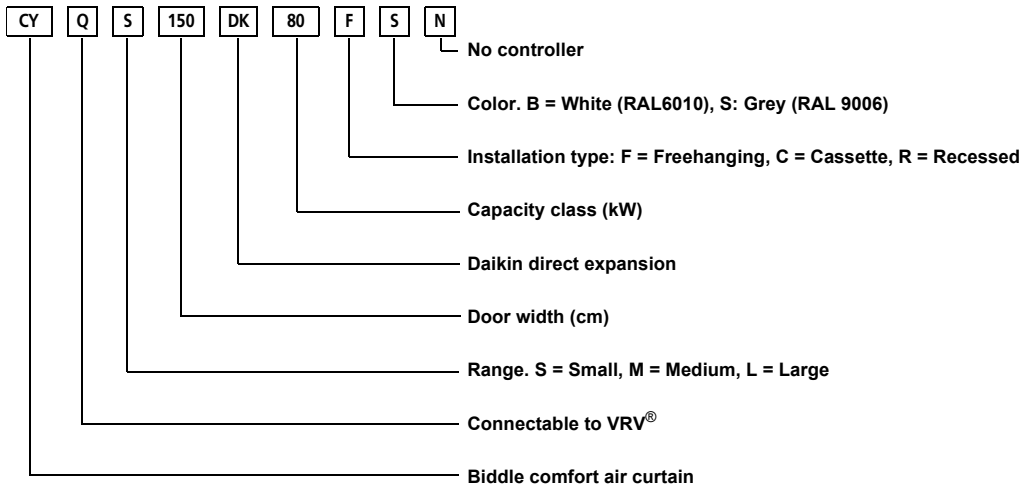 CY Q S 150 DK 80 F S N
No controller
Color. B = White (RAL6010), S: Grey (RAL 9006)
Installation type: F = Freehanging, C = Cassette, R = Recessed
Capacity class (kW)
Daikin direct expansion
Door width (cm)
Range. S = Small, M = Medium, L = Large
Connectable to VRV®
Biddle comfort air curtain